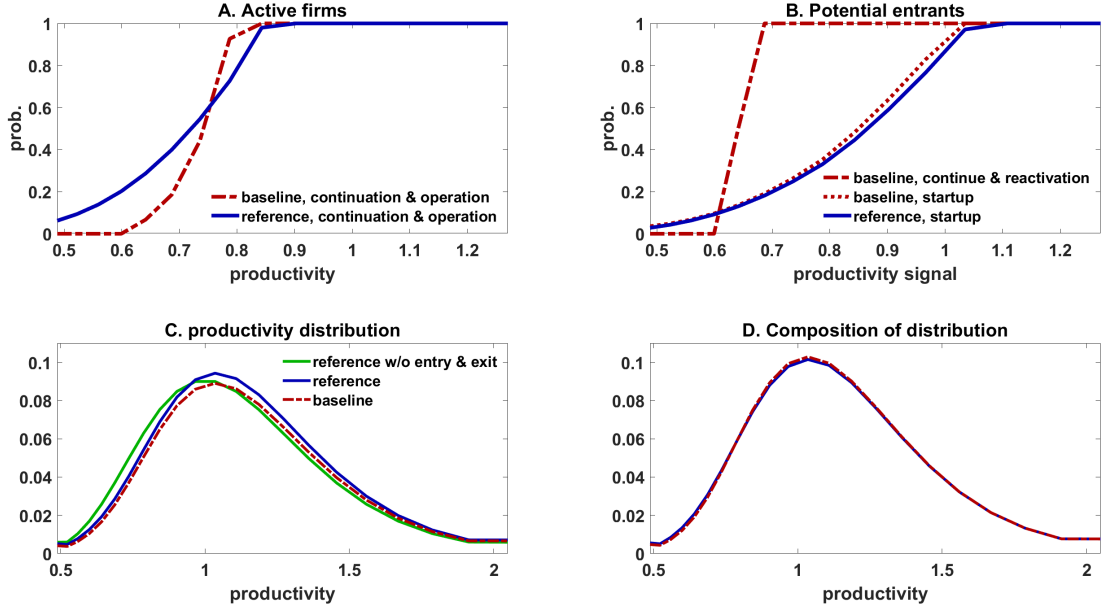 A. Active firms
prob.
1
0.8
0.6
0.4
0.2
0
baseline, continuation & operation
reference, continuation & operation
0.5 0.6 0.7 0.8 0.9 1 1.1 1.2
productivity
B. Potential entrants
prob.
1
0.8
0.6
0.4
0.2
0
baseline, continue & reactivation
baseline, startup
reference, startup
0.5 0.6 0.7 0.8 0.9 1 1.1 1.2
productivity signal
C. productivity distribution
0.1
0.08
0.06
0.04
0.02
0
reference w/o entry & exit
reference
baseline
0.5 1 1.5 2
productivity
D. Composition of distribution
0.1
0.08
0.06
0.04
0.02
0
0.5 1 1.5 2
productivity